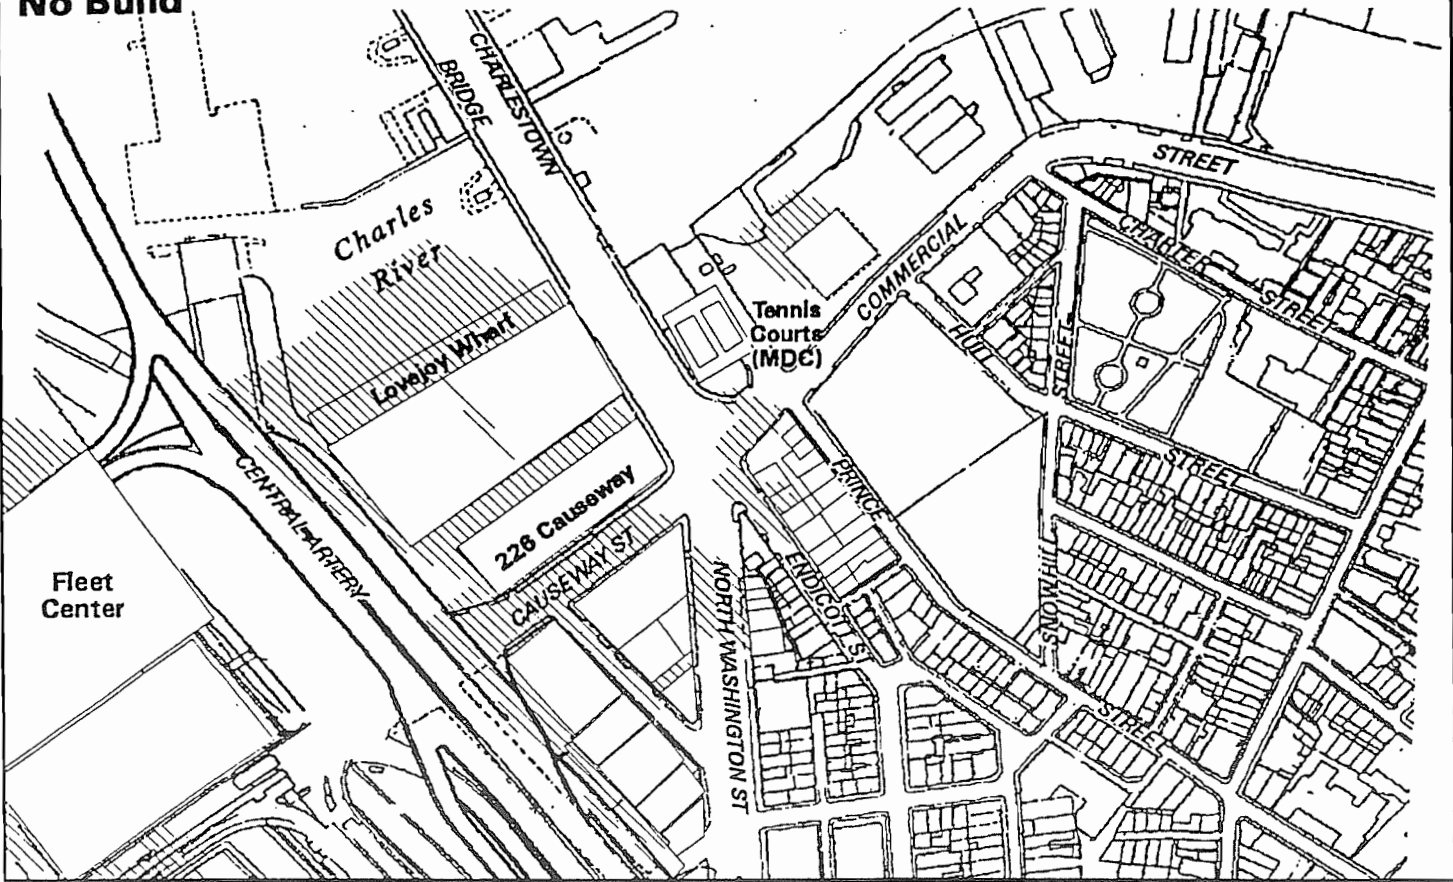 No Build
CHARLESTOWN
BRIDGE
Charles
River
STREET
COMMERCIAL
CHARTER
STREET
Tennis
Courts
(MDC)
HULL
STREET
Lovejoy Wharf
CENTRAL ARTERY
PRINCE
STREET
226 Causeway
CAUSEWAY ST
ENDICOTT ST
Fleet
Center
NORTH WASHINGTON ST
SNOWHILL
STREET